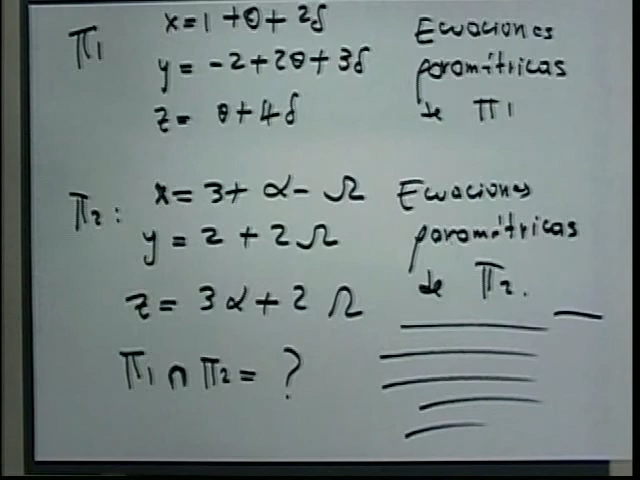 π1 x = 1 + θ + 2δ Ecuaciones
y = -2 + 2θ + 3δ paramétricas
z = θ + 4δ de π1
π2: x = 3 + α - Ω Ecuaciones
y = 2 + 2Ω paramétricas
z = 3α + 2Ω de π2.
π1 ∩ π2 = ?